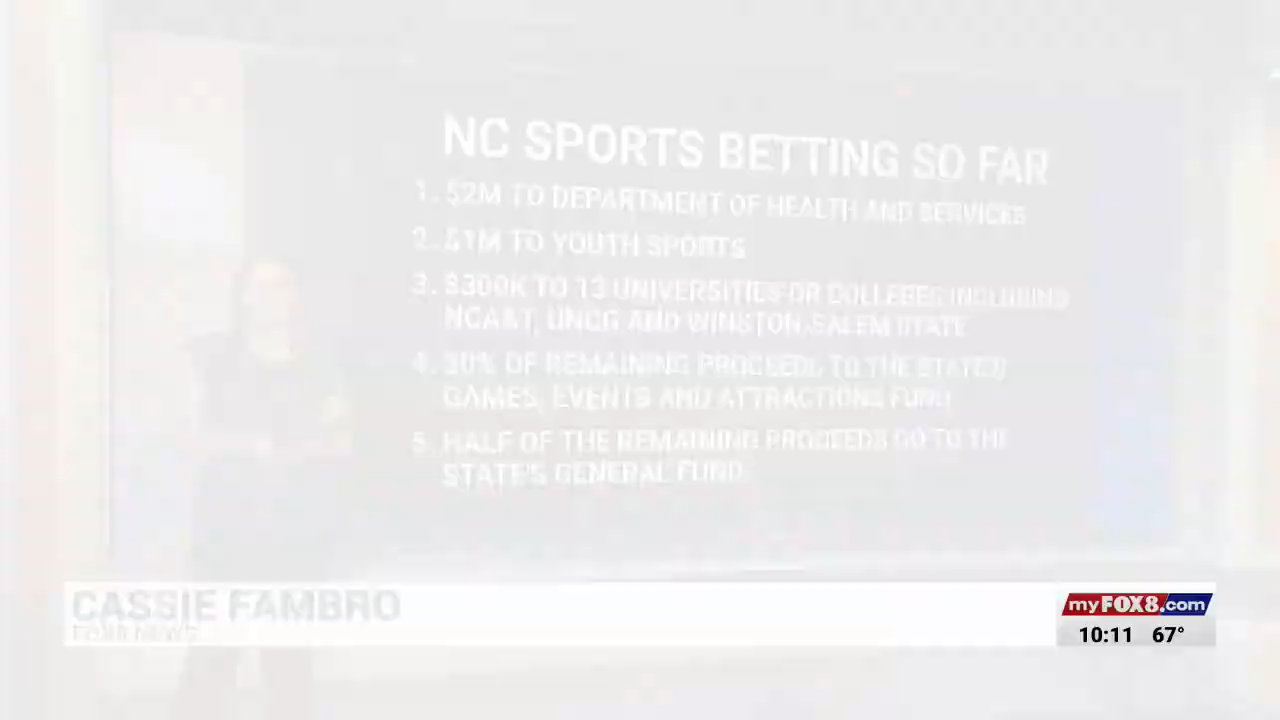 NC SPORTS BETTING SO FAR
1. $2M TO DEPARTMENT OF HEALTH AND SERVICES
2. $1M TO YOUTH SPORTS
3. $300K TO 13 UNIVERSITIES OR COLLEGES INCLUDING
NCA&T, UNCG AND WINSTON-SALEM STATE
4. 30% OF REMAINING PROCEEDS TO THE STATE'S
GAMES, EVENTS AND ATTRACTIONS FUND
5. HALF OF THE REMAINING PROCEEDS GO TO THE
STATE'S GENERAL FUND
CASSIE FAMBRO
FOX8 NEWS
myFOX8.com
10:11 67°